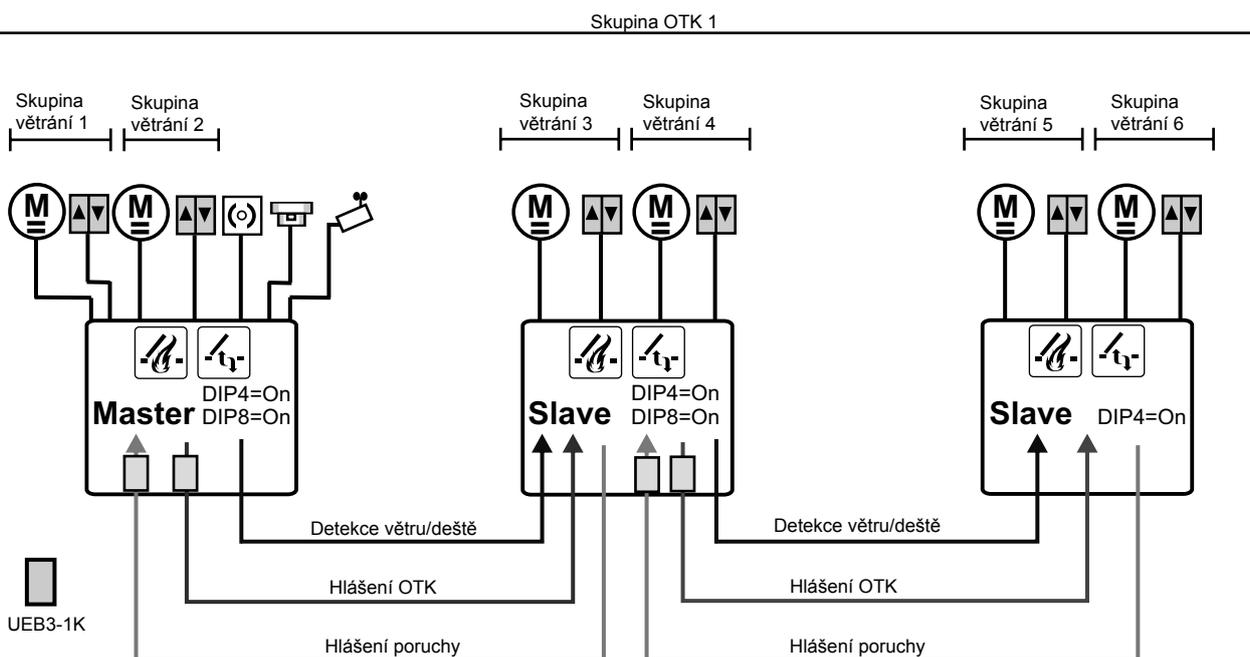 Skupina OTK 1
Skupina
větrání 1
Skupina
větrání 2
Skupina
větrání 3
Skupina
větrání 4
Skupina
větrání 5
Skupina
větrání 6
M
M
M
M
M
M
Master
DIP4=On
DIP8=On
Slave
DIP4=On
DIP8=On
Slave
DIP4=On
Detekce větru/deště
Detekce větru/deště
Hlášení OTK
Hlášení OTK
UEB3-1K
Hlášení poruchy
Hlášení poruchy